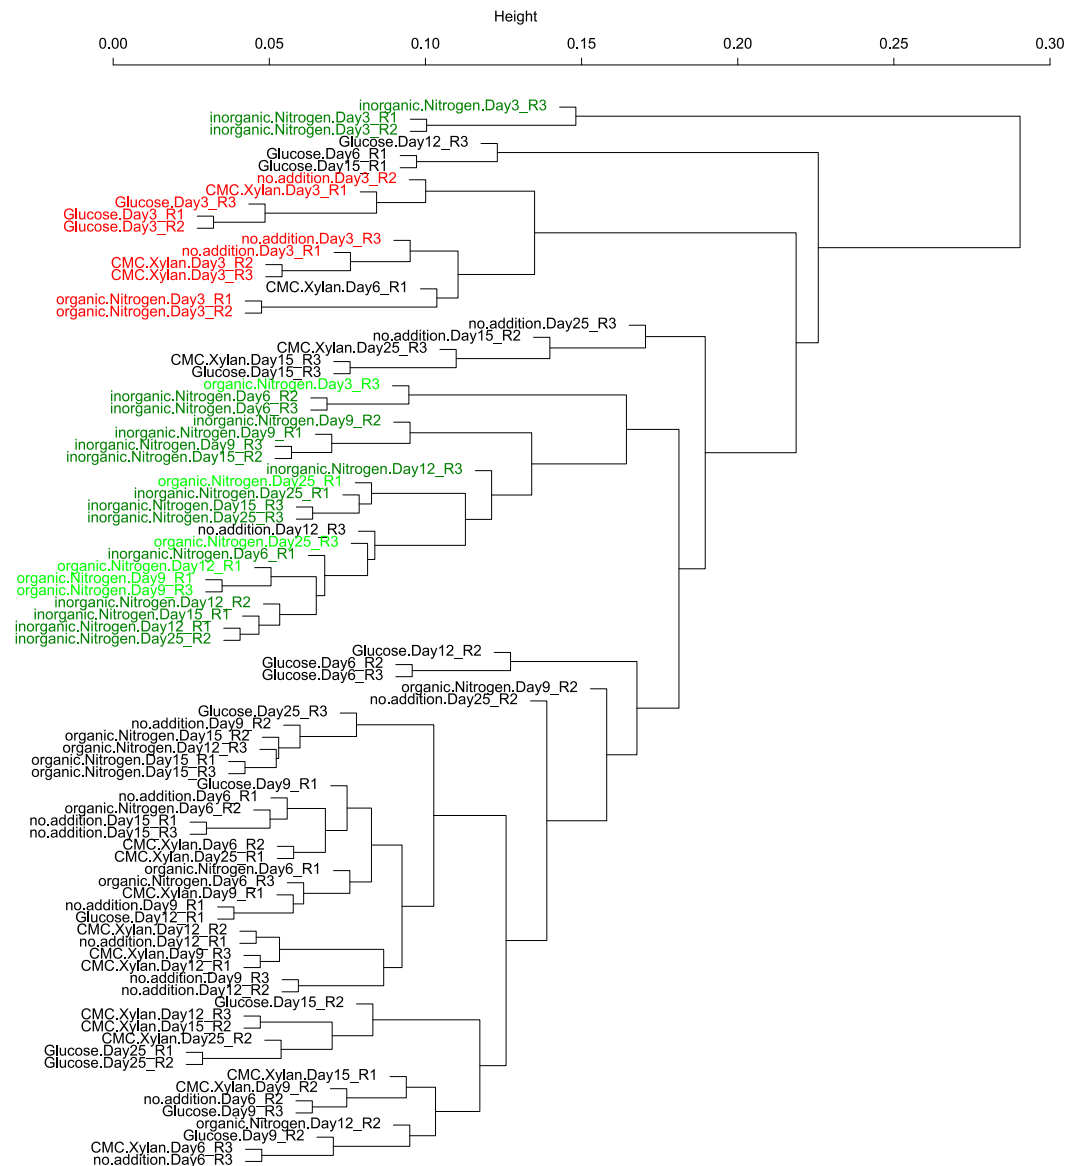 Height
0.00 0.05 0.10 0.15 0.20 0.25 0.30
inorganic.Nitrogen.Day3_R3
inorganic.Nitrogen.Day3_R1
inorganic.Nitrogen.Day3_R2
Glucose.Day12_R3
Glucose.Day6_R1
Glucose.Day15_R1
no.addition.Day3_R2
CMC.Xylan.Day3_R1
Glucose.Day3_R3
Glucose.Day3_R1
Glucose.Day3_R2
no.addition.Day3_R3
no.addition.Day3_R1
CMC.Xylan.Day3_R2
CMC.Xylan.Day3_R3
CMC.Xylan.Day6_R1
organic.Nitrogen.Day3_R1
organic.Nitrogen.Day3_R2
no.addition.Day25_R3
no.addition.Day15_R2
CMC.Xylan.Day25_R3
CMC.Xylan.Day15_R3
Glucose.Day15_R3
organic.Nitrogen.Day3_R3
inorganic.Nitrogen.Day6_R2
inorganic.Nitrogen.Day6_R3
inorganic.Nitrogen.Day9_R2
inorganic.Nitrogen.Day9_R1
inorganic.Nitrogen.Day9_R3
inorganic.Nitrogen.Day15_R2
inorganic.Nitrogen.Day12_R3
organic.Nitrogen.Day25_R1
inorganic.Nitrogen.Day25_R1
inorganic.Nitrogen.Day15_R3
inorganic.Nitrogen.Day25_R3
no.addition.Day12_R3
organic.Nitrogen.Day25_R3
inorganic.Nitrogen.Day6_R1
organic.Nitrogen.Day12_R1
organic.Nitrogen.Day9_R1
organic.Nitrogen.Day9_R3
inorganic.Nitrogen.Day12_R2
inorganic.Nitrogen.Day15_R1
inorganic.Nitrogen.Day12_R1
inorganic.Nitrogen.Day25_R2
Glucose.Day12_R2
Glucose.Day6_R2
Glucose.Day6_R3
organic.Nitrogen.Day9_R2
no.addition.Day25_R2
Glucose.Day25_R3
no.addition.Day9_R2
organic.Nitrogen.Day15_R2
organic.Nitrogen.Day12_R3
organic.Nitrogen.Day15_R1
organic.Nitrogen.Day15_R3
Glucose.Day9_R1
no.addition.Day6_R1
organic.Nitrogen.Day6_R2
no.addition.Day15_R1
no.addition.Day15_R3
CMC.Xylan.Day6_R2
CMC.Xylan.Day25_R1
organic.Nitrogen.Day6_R1
organic.Nitrogen.Day6_R3
CMC.Xylan.Day9_R1
no.addition.Day9_R1
Glucose.Day12_R1
CMC.Xylan.Day12_R2
no.addition.Day12_R1
CMC.Xylan.Day9_R3
CMC.Xylan.Day12_R1
no.addition.Day9_R3
no.addition.Day12_R2
Glucose.Day15_R2
CMC.Xylan.Day12_R3
CMC.Xylan.Day15_R2
CMC.Xylan.Day25_R2
Glucose.Day25_R1
Glucose.Day25_R2
CMC.Xylan.Day15_R1
CMC.Xylan.Day9_R2
no.addition.Day6_R2
Glucose.Day9_R3
organic.Nitrogen.Day12_R2
Glucose.Day9_R2
CMC.Xylan.Day6_R3
no.addition.Day6_R3